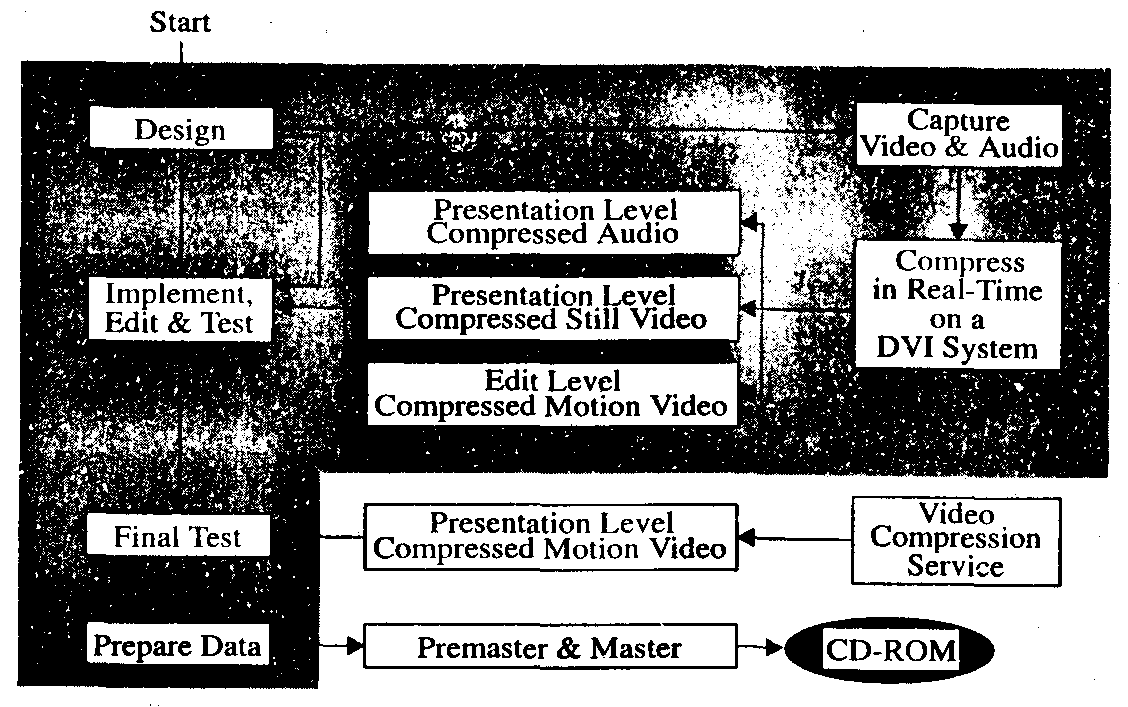 Start
Design
Capture
Video & Audio
Presentation Level
Compressed Audio
Implement,
Edit & Test
Presentation Level
Compressed Still Video
Compress
in Real-Time
on a
DVI System
Edit Level
Compressed Motion Video
Final Test
Presentation Level
Compressed Motion Video
Video
Compression
Service
Prepare Data
Premaster & Master
CD-ROM